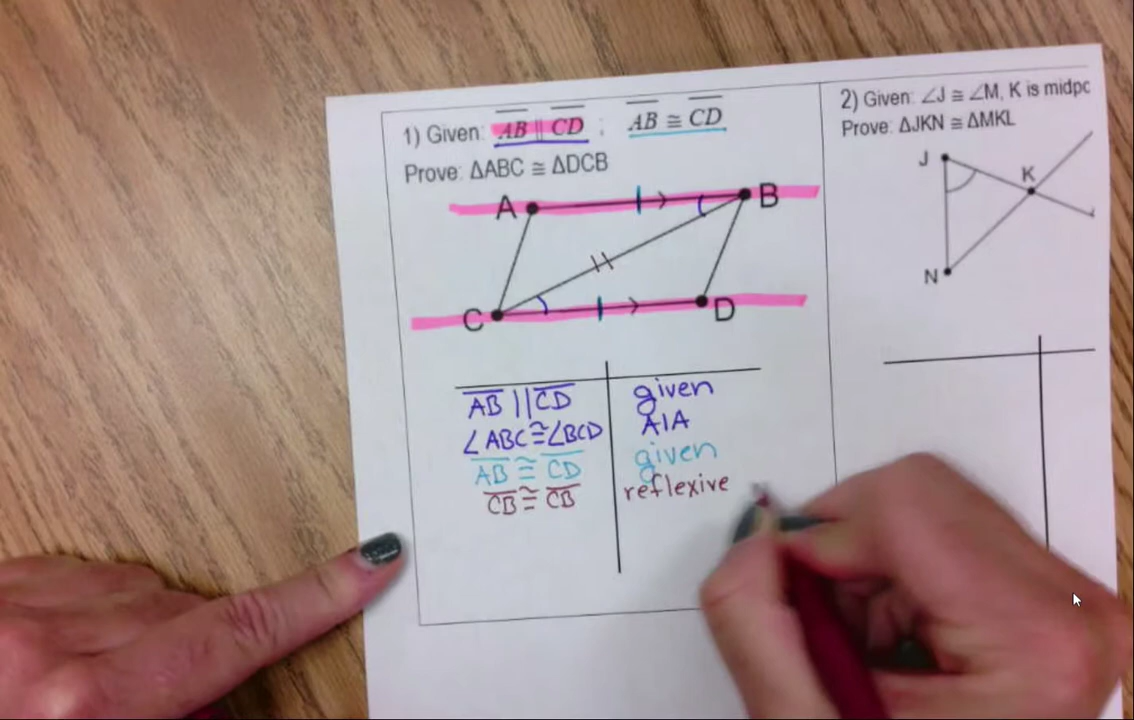 1) Given: AB ∥ CD ; AB ≅ CD
Prove: ΔABC ≅ ΔDCB
A
B
C
D
AB || CD given
∠ABC ≅ ∠BCD AIA
AB ≅ CD given
CB ≅ CB reflexive
2) Given: ∠J ≅ ∠M, K is midpo
Prove: ΔJKN ≅ ΔMKL
J
K
N